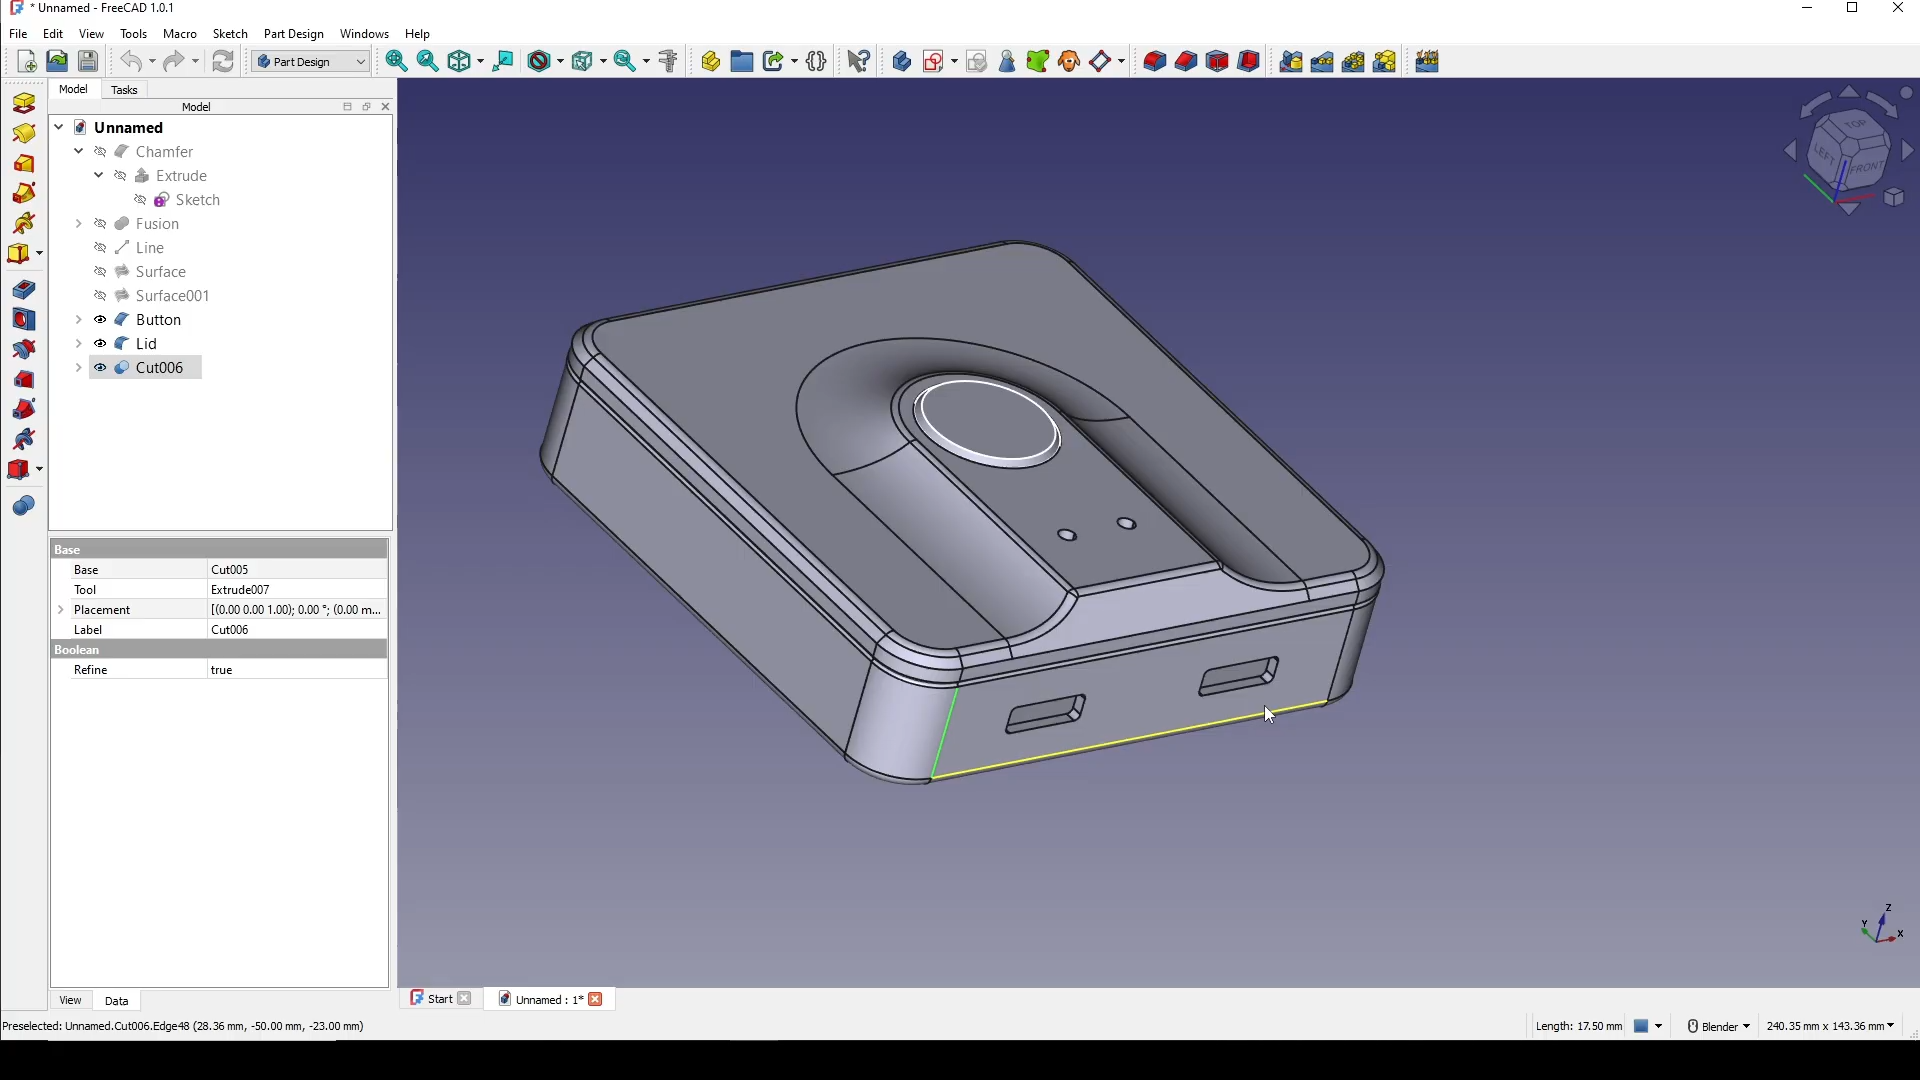 * Unnamed - FreeCAD 1.0.1
File Edit View Tools Macro Sketch Part Design Windows Help
Part Design
Model Tasks
Model
Unnamed
Chamfer
Extrude
Sketch
Fusion
Line
Surface
Surface001
Button
Lid
Cut006
Base
Base Cut005
Tool Extrude007
Placement [(0.00 0.00 1.00); 0.00 °; (0.00 m...
Label Cut006
Boolean
Refine true
TOP
LEFT FRONT
Z
Y
X
View Data
Start Unnamed : 1*
Preselected: Unnamed.Cut006.Edge48 (28.36 mm, -50.00 mm, -23.00 mm)
Length: 17.50 mm Blender 240.35 mm x 143.36 mm